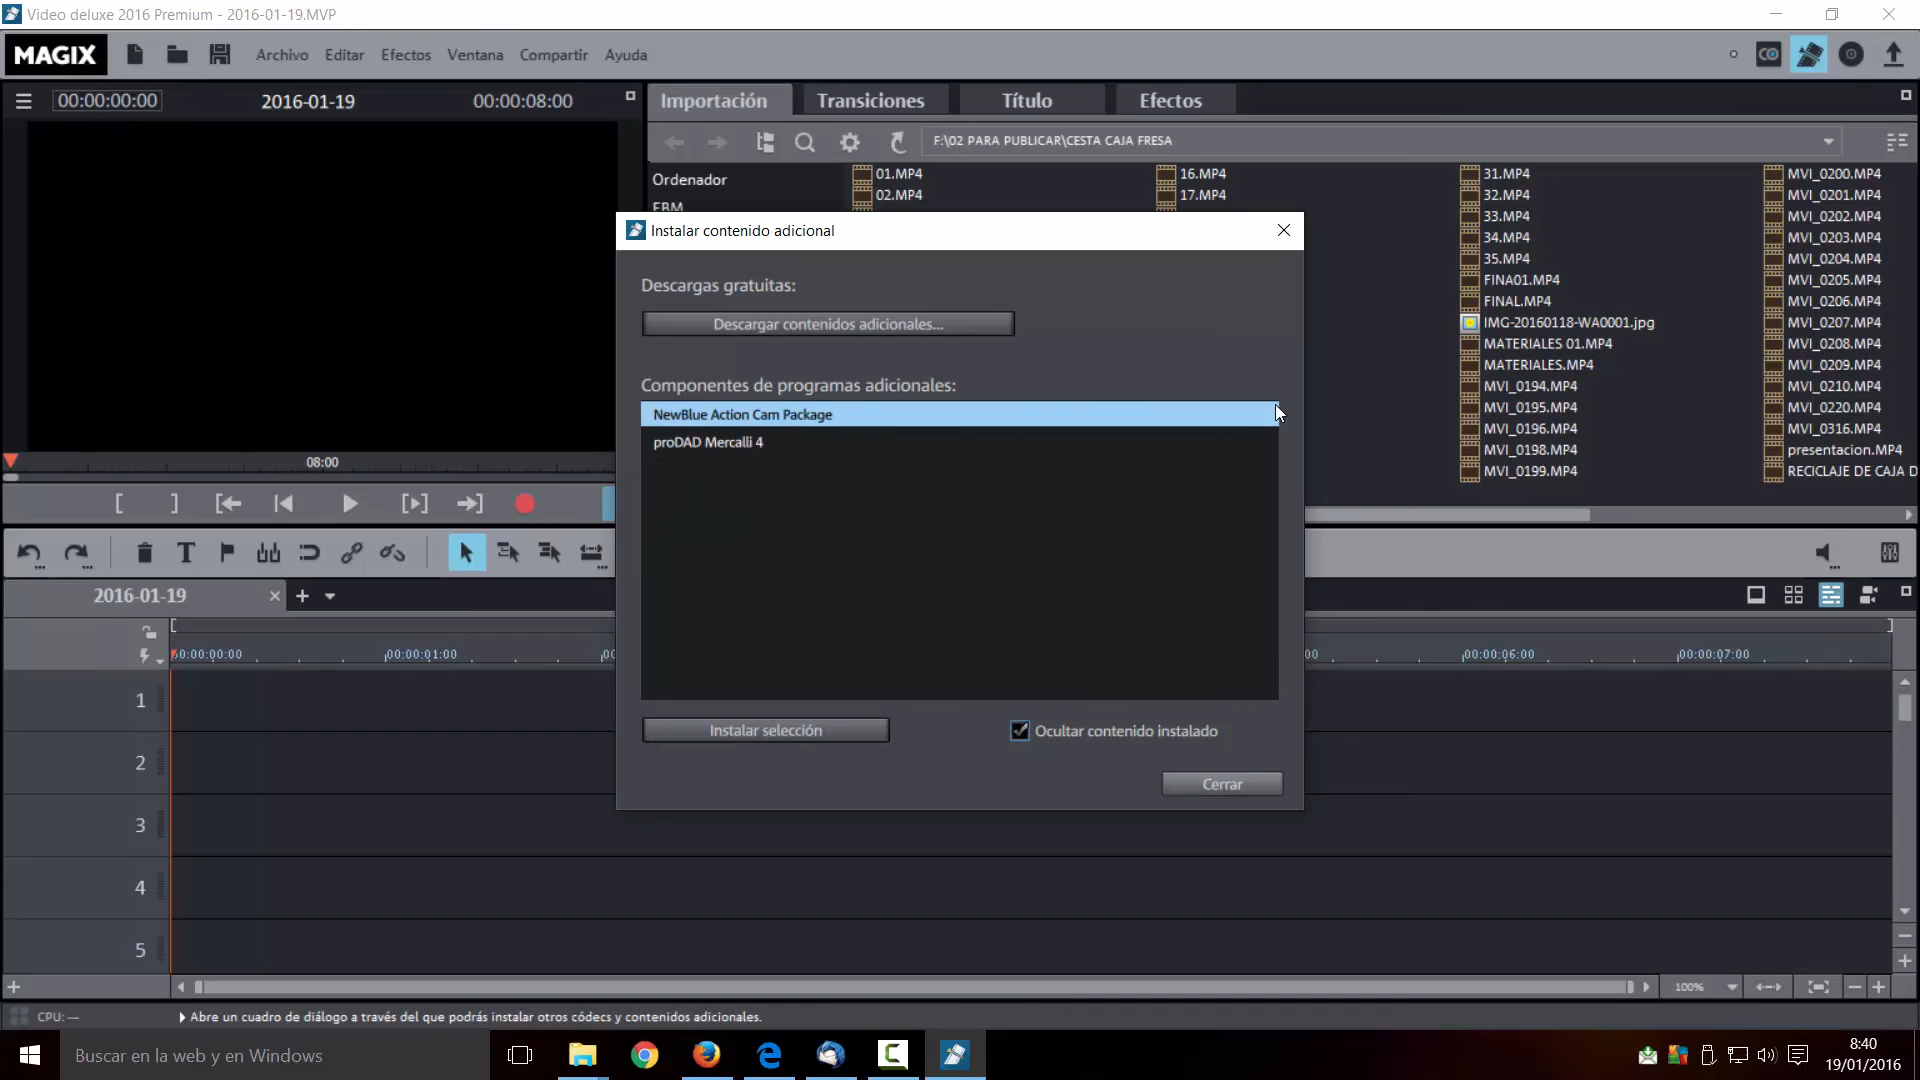 Video deluxe 2016 Premium - 2016-01-19.MVP
MAGIX
Archivo Editar Efectos Ventana Compartir Ayuda
00:00:00:00
2016-01-19
00:00:08:00
Importación
Transiciones
Título
Efectos
F:\02 PARA PUBLICAR\CESTA CAJA FRESA
Ordenador
01.MP4
02.MP4
16.MP4
17.MP4
31.MP4
32.MP4
33.MP4
34.MP4
35.MP4
FINA01.MP4
FINAL.MP4
IMG-20160118-WA0001.jpg
MATERIALES 01.MP4
MATERIALES.MP4
MVI_0194.MP4
MVI_0195.MP4
MVI_0196.MP4
MVI_0198.MP4
MVI_0199.MP4
MVI_0200.MP4
MVI_0201.MP4
MVI_0202.MP4
MVI_0203.MP4
MVI_0204.MP4
MVI_0205.MP4
MVI_0206.MP4
MVI_0207.MP4
MVI_0208.MP4
MVI_0209.MP4
MVI_0210.MP4
MVI_0220.MP4
MVI_0316.MP4
presentacion.MP4
RECICLAJE DE CAJA D
Instalar contenido adicional
Descargas gratuitas:
Descargar contenidos adicionales...
Componentes de programas adicionales:
NewBlue Action Cam Package
proDAD Mercalli 4
Instalar selección
Ocultar contenido instalado
Cerrar
08:00
2016-01-19
00:00:01:00
00:00:06:00
00:00:07:00
1
2
3
4
5
100%
CPU: —
Abre un cuadro de diálogo a través del que podrás instalar otros códecs y contenidos adicionales.
Buscar en la web y en Windows
8:40
19/01/2016